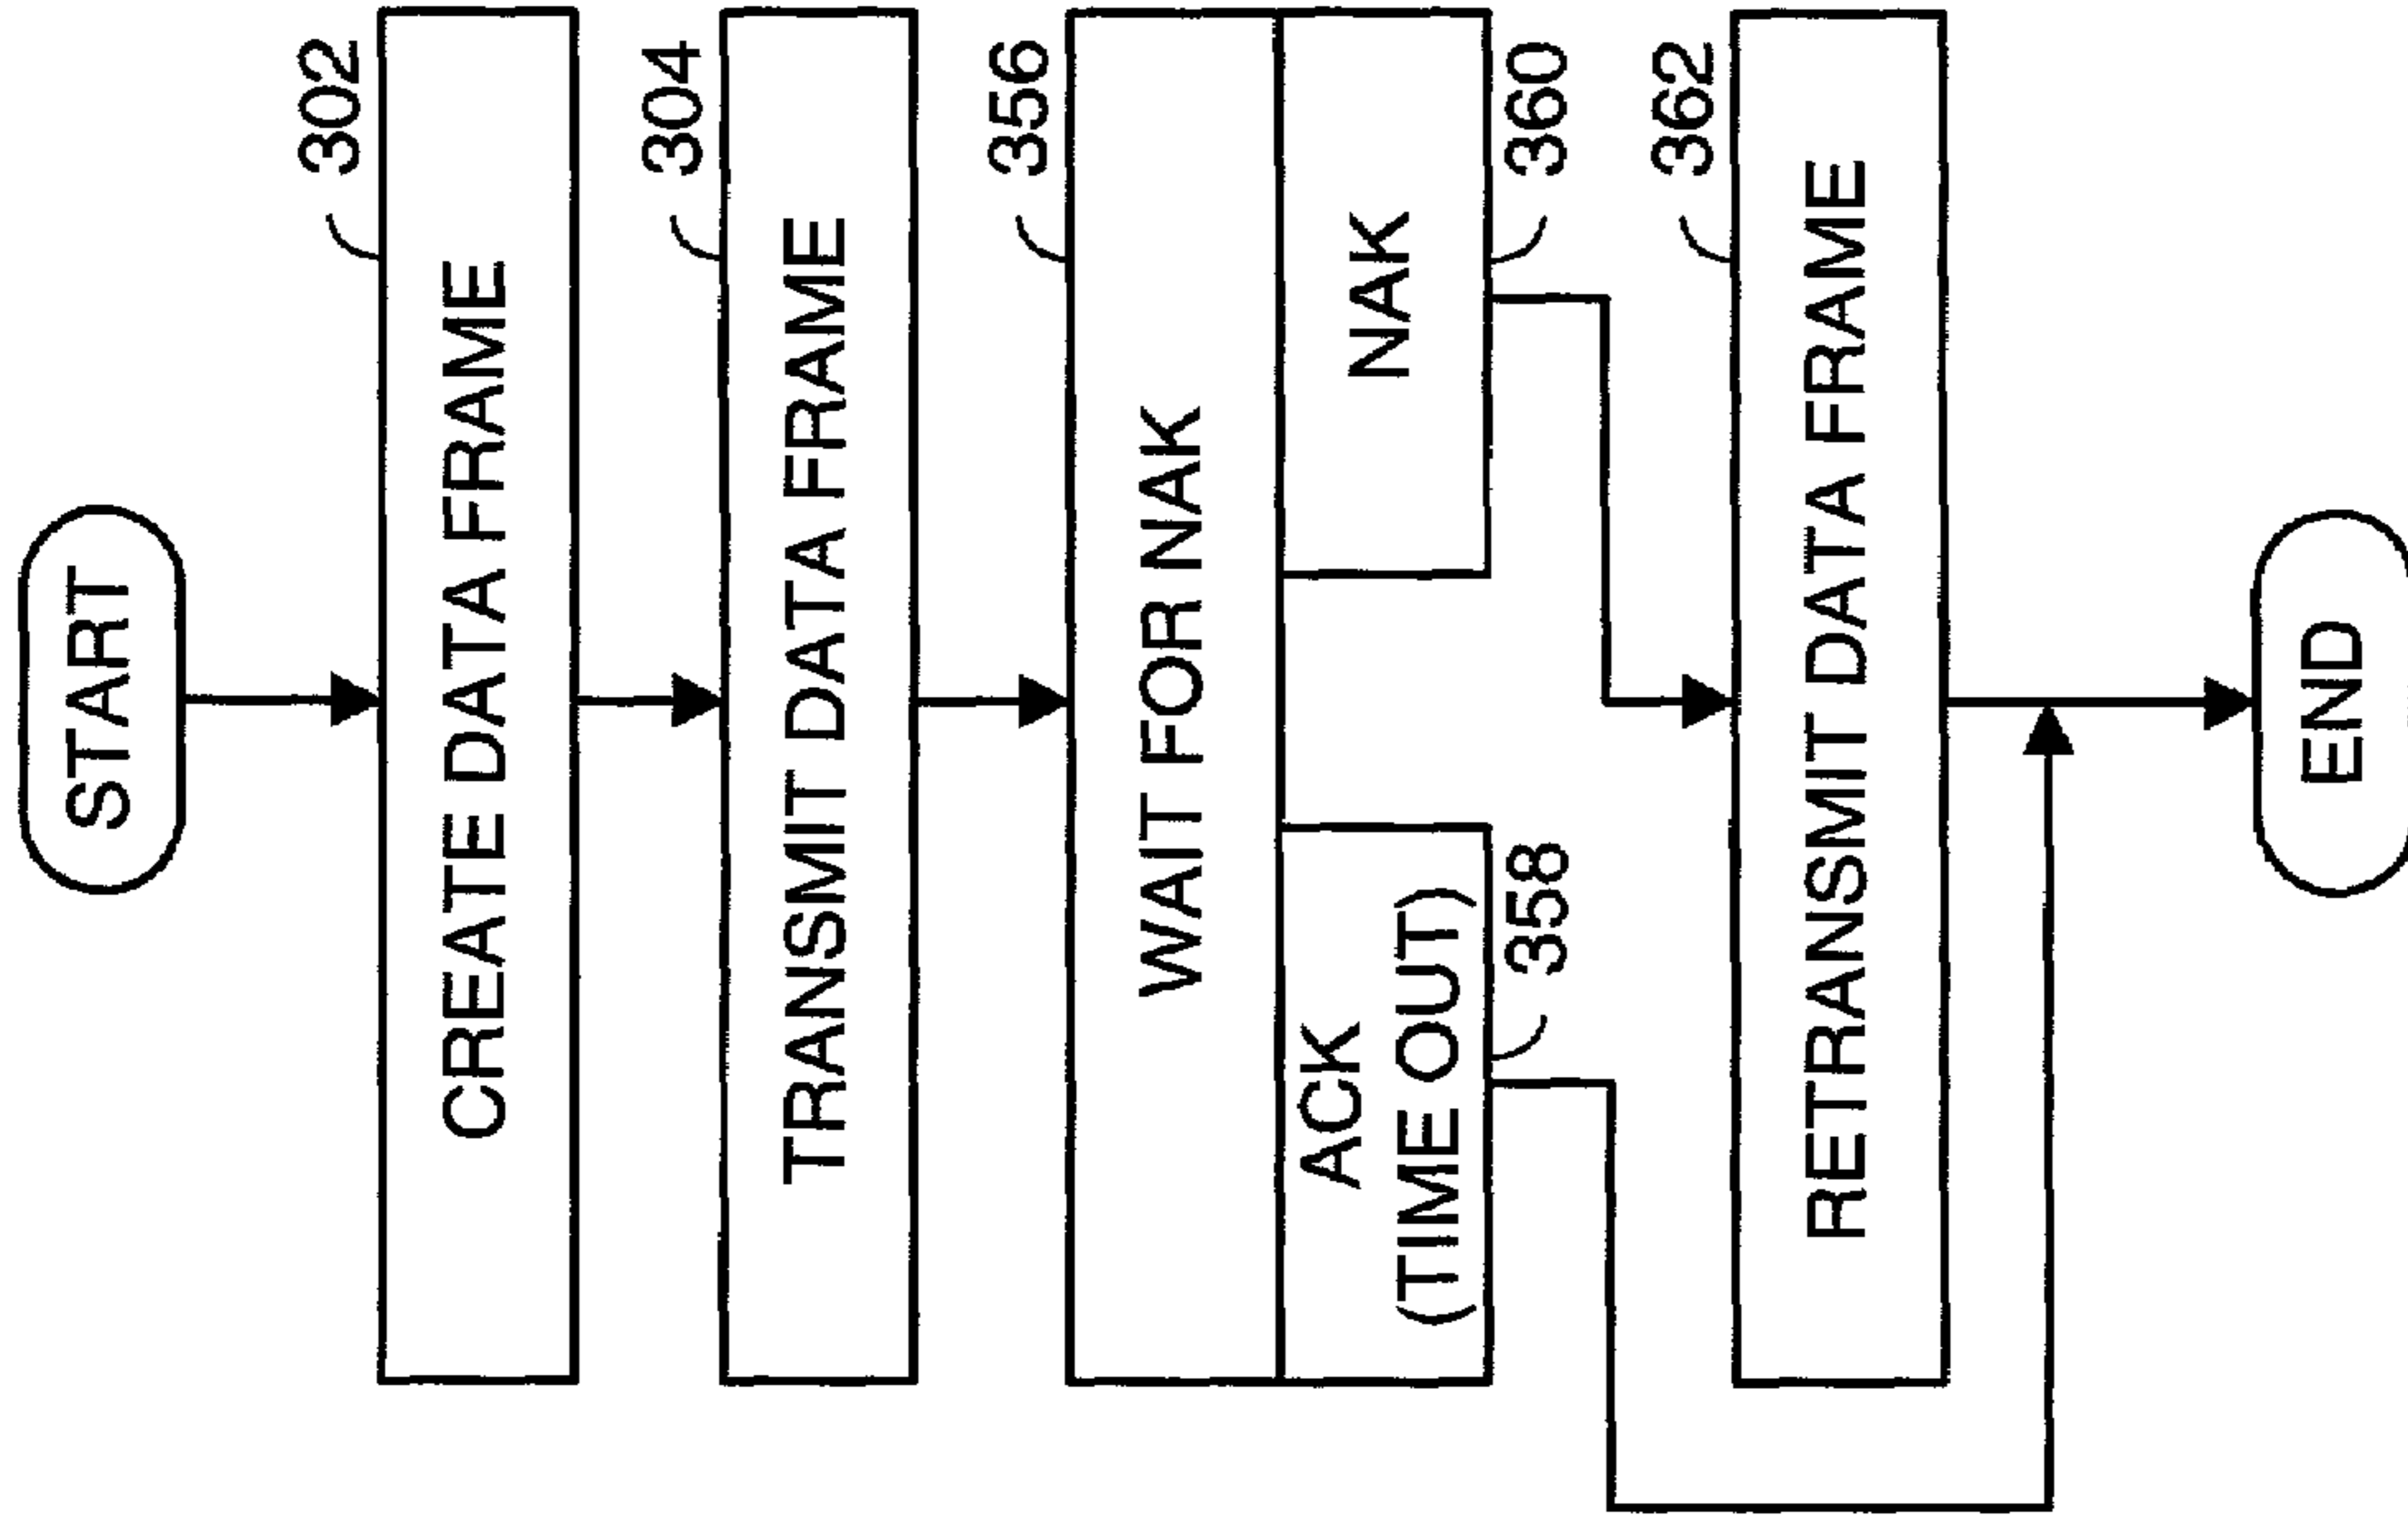 START
302
CREATE DATA FRAME
304
TRANSMIT DATA FRAME
356
WAIT FOR NAK
ACK
(TIME OUT)
NAK
358
360
362
RETRANSMIT DATA FRAME
END